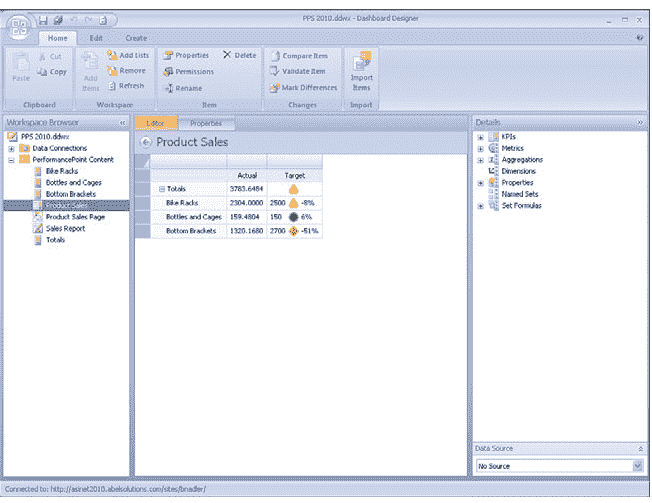 PPS 2010.ddwx - Dashboard Designer
Home Edit Create
Paste Cut Copy Clipboard
Add Items Add Lists Remove Refresh Workspace
Properties Permissions Rename Delete Item
Compare Item Validate Item Mark Differences Changes
Import Items Import
Workspace Browser «
PPS 2010.ddwx
Data Connections
PerformancePoint Content
Bike Racks
Bottles and Cages
Bottom Brackets
Product Sales
Product Sales Page
Sales Report
Totals
Editor Properties
Product Sales
Actual Target
Totals 3783.6484
Bike Racks 2304.0000 2500 -8%
Bottles and Cages 159.4804 150 6%
Bottom Brackets 1320.1680 2700 -51%
Details »
KPIs
Metrics
Aggregations
Dimensions
Properties
Named Sets
Set Formulas
Data Source
No Source
Connected to: http://asinet2010.abelsolutions.com/sites/bnadler/